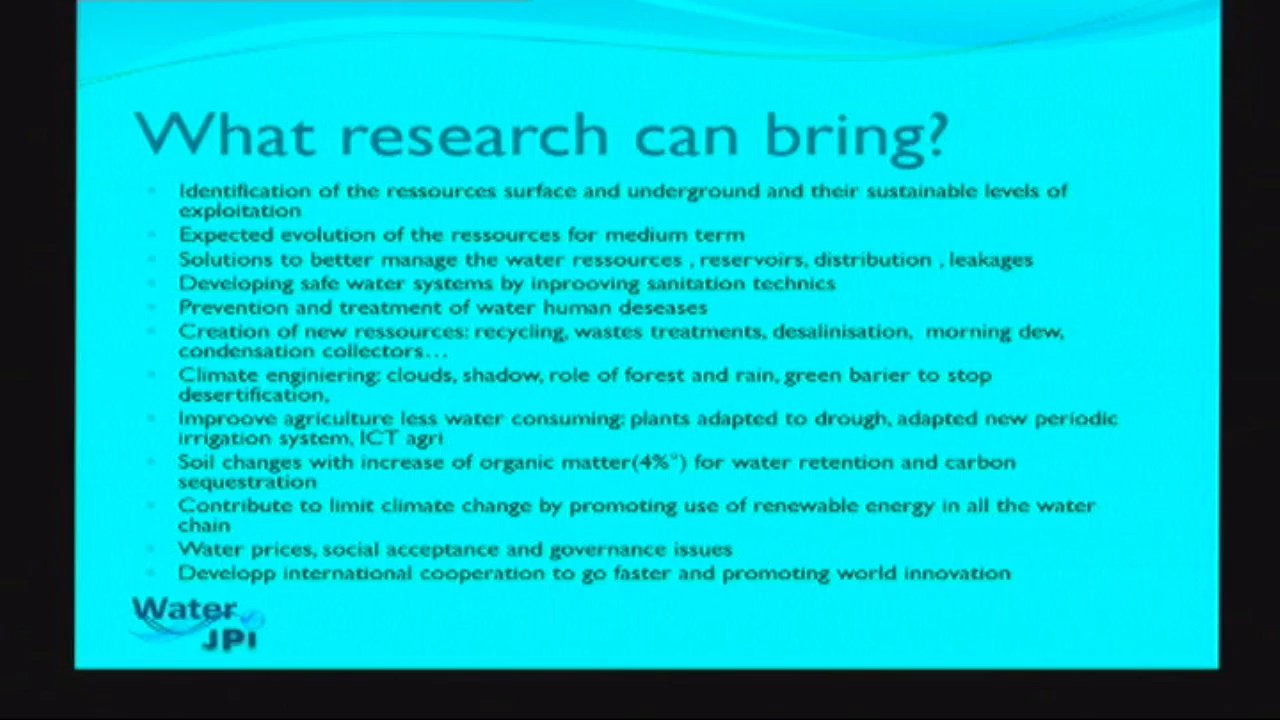 What research can bring?
Identification of the ressources surface and underground and their sustainable levels of
exploitation
Expected evolution of the ressources for medium term
Solutions to better manage the water ressources , reservoirs, distribution , leakages
Developing safe water systems by inprooving sanitation technics
Prevention and treatment of water human deseases
Creation of new ressources: recycling, wastes treatments, desalinisation, morning dew,
condensation collectors…
Climate enginiering: clouds, shadow, role of forest and rain, green barier to stop
desertification,
Improove agriculture less water consuming: plants adapted to drough, adapted new periodic
irrigation system, ICT agri
Soil changes with increase of organic matter(4%°) for water retention and carbon
sequestration
Contribute to limit climate change by promoting use of renewable energy in all the water
chain
Water prices, social acceptance and governance issues
Developp international cooperation to go faster and promoting world innovation
Water
JPI